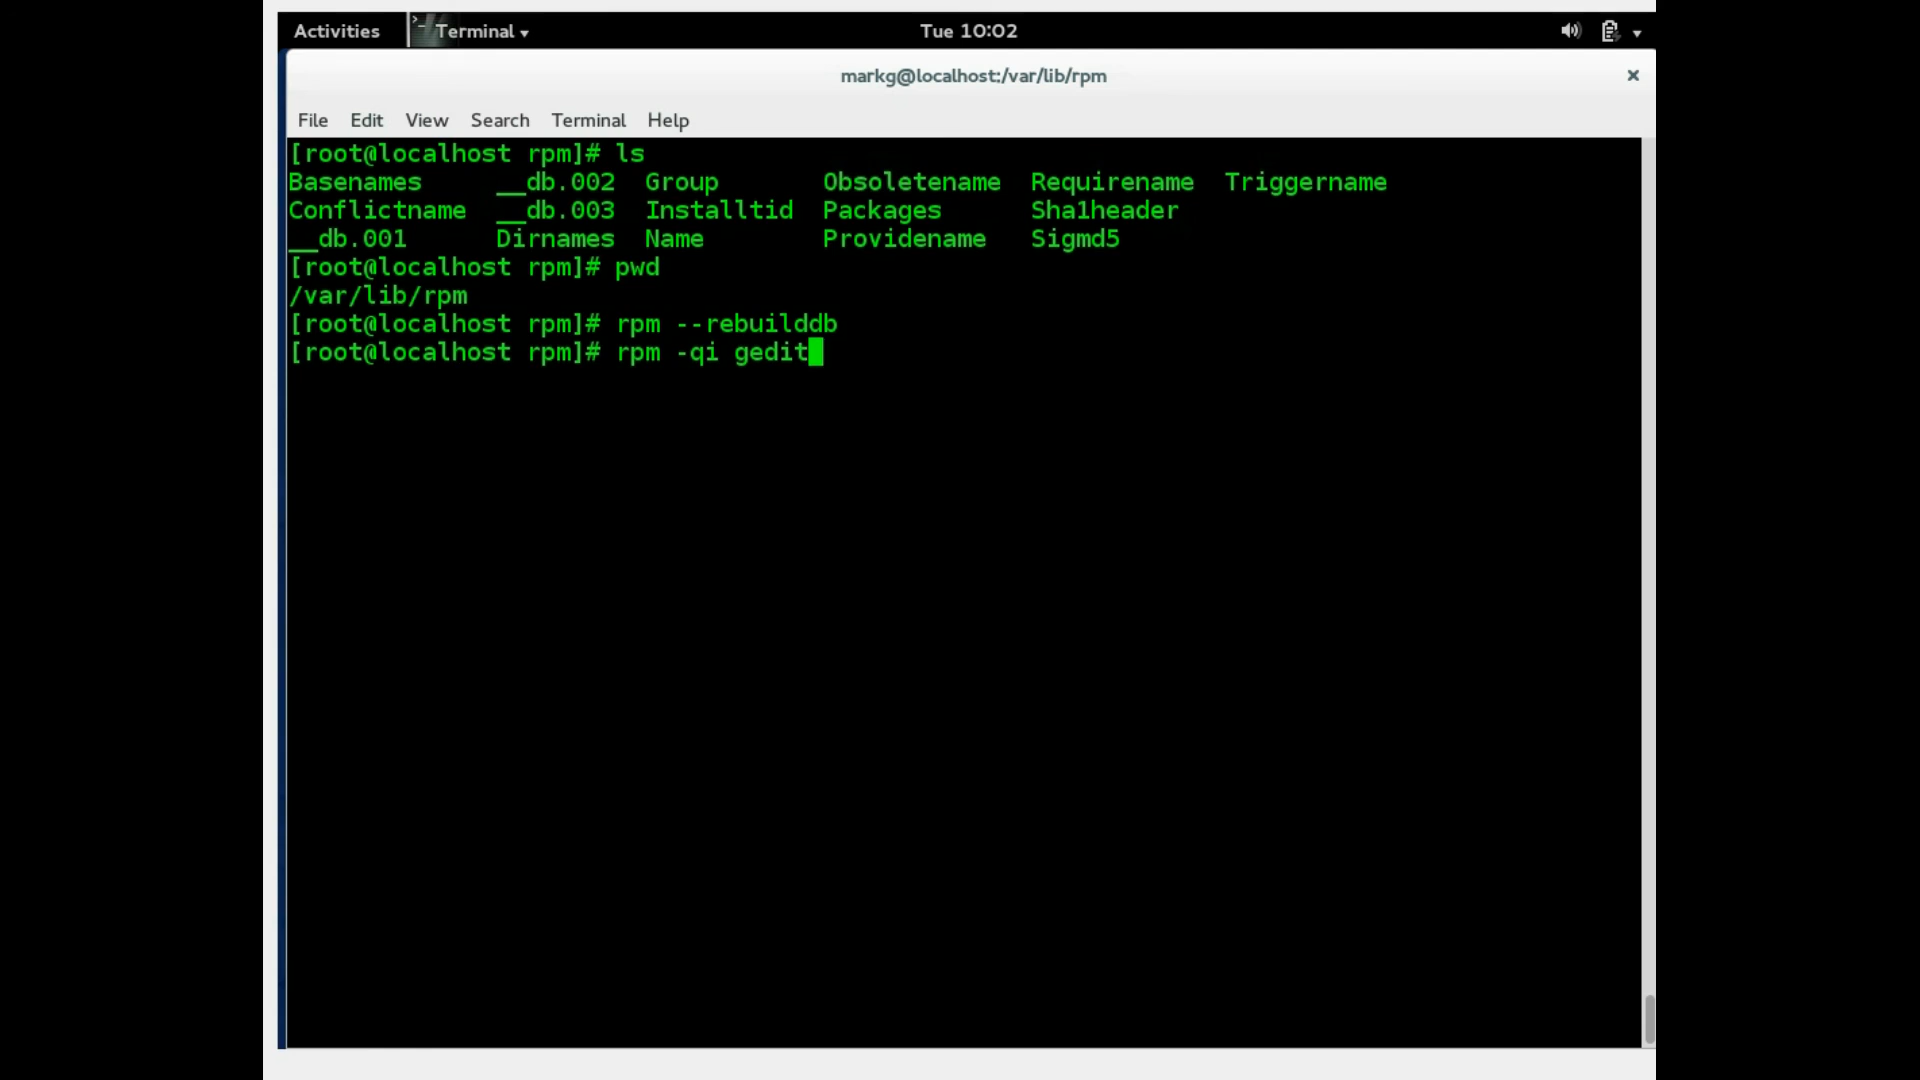 Activities Terminal Tue 10:02
markg@localhost:/var/lib/rpm
File Edit View Search Terminal Help
[root@localhost rpm]# ls
Basenames __db.002 Group Obsoletename Requirename Triggername
Conflictname __db.003 Installtid Packages Sha1header
__db.001 Dirnames Name Providename Sigmd5
[root@localhost rpm]# pwd
/var/lib/rpm
[root@localhost rpm]# rpm --rebuilddb
[root@localhost rpm]# rpm -qi gedit